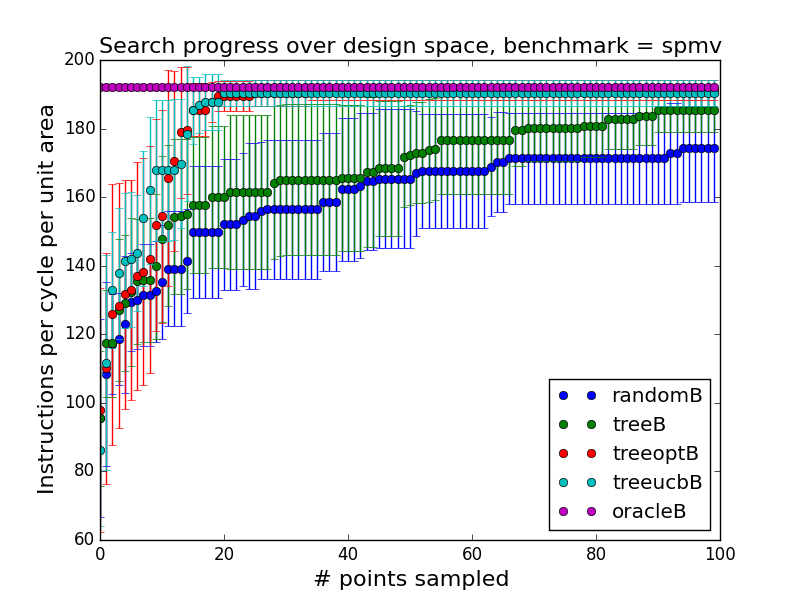 Search progress over design space, benchmark = spmv
Instructions per cycle per unit area
200
180
160
140
120
100
80
60
0
20
40
60
80
100
# points sampled
randomB
treeB
treeoptB
treeucbB
oracleB